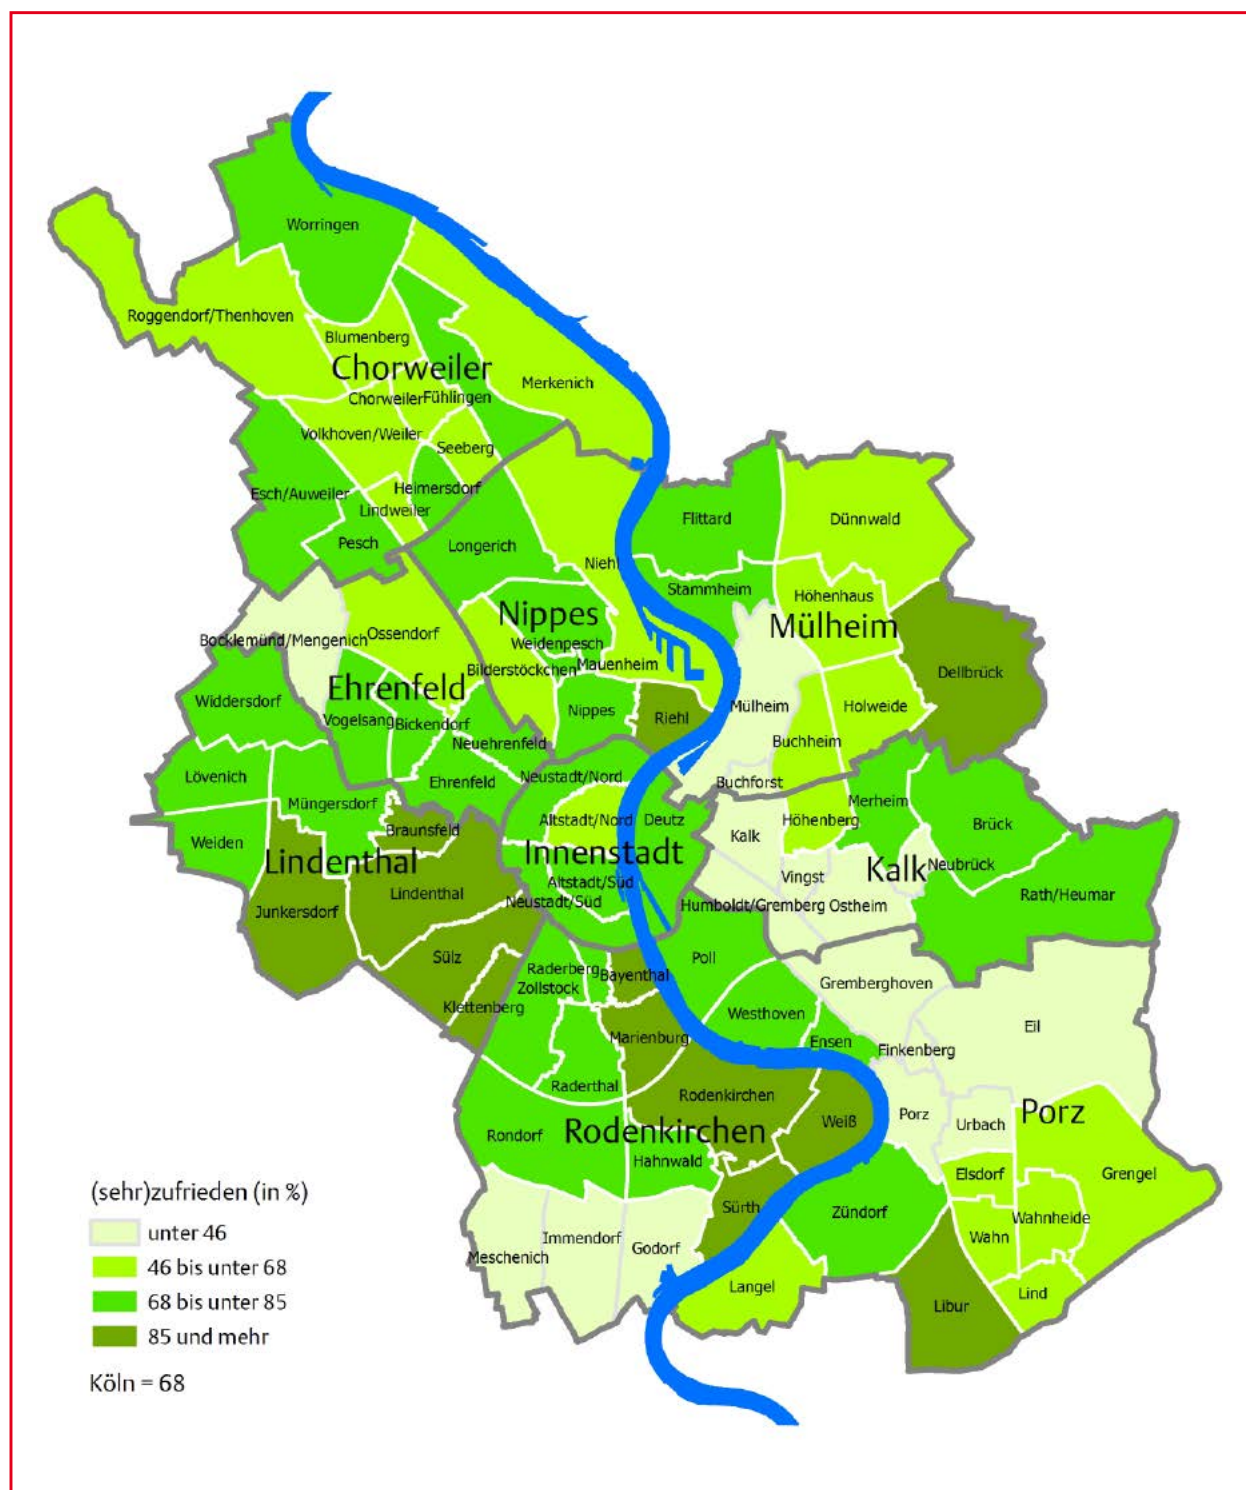 Worringen
Roggendorf/Thenhoven
Blumenberg
Chorweiler
Merkenich
Chorweiler
Fühlingen
Volkhoven/Weiler
Seeberg
Esch/Auweiler
Heimersdorf
Lindweiler
Pesch
Longerich
Flittard
Dünnwald
Niehl
Stammheim
Höhenhaus
Nippes
Mülheim
Bocklemünd/Mengenich
Ossendorf
Weidenpesch
Bilderstöckchen
Mauenheim
Dellbrück
Ehrenfeld
Widdersdorf
Vogelsang
Bickendorf
Nippes
Riehl
Mülheim
Holweide
Neuehrenfeld
Buchheim
Lövenich
Ehrenfeld
Neustadt/Nord
Buchforst
Müngersdorf
Altstadt/Nord
Deutz
Höhenberg
Merheim
Brück
Weiden
Braunsfeld
Kalk
Lindenthal
Innenstadt
Kalk
Neubrück
Vingst
Lindenthal
Altstadt/Süd
Neustadt/Süd
Humboldt/Gremberg
Ostheim
Rath/Heumar
Junkersdorf
Sülz
Raderberg
Bayenthal
Poll
Zollstock
Gremberghoven
Klettenberg
Westhoven
Eil
Marienburg
Ensen
Finkenberg
Raderthal
Rodenkirchen
Weiß
Porz
Urbach
Porz
Rondorf
Rodenkirchen
Hahnwald
Elsdorf
Grengel
Sürth
Zündorf
Wahnheide
Immendorf
Godorf
Wahn
Meschenich
Langel
Libur
Lind
(sehr)zufrieden (in %)
unter 46
46 bis unter 68
68 bis unter 85
85 und mehr
Köln = 68